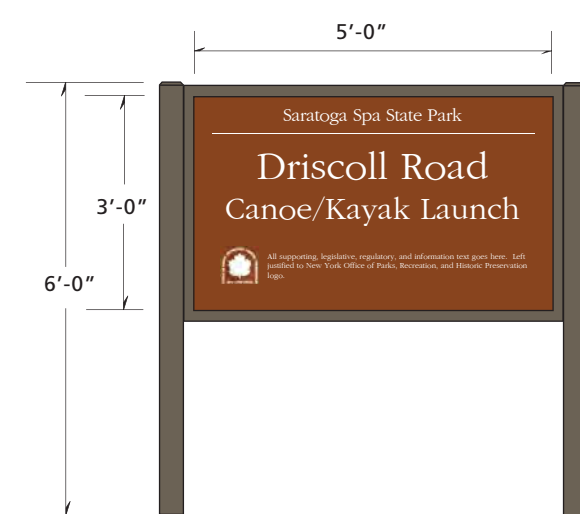 5’-0”
Saratoga Spa State Park
Driscoll Road
Canoe/Kayak Launch
3’-0”
All supporting, legislative, regulatory, and information text goes here. Left
justified to New York Office of Parks, Recreation, and Historic Preservation
logo.
6’-0”